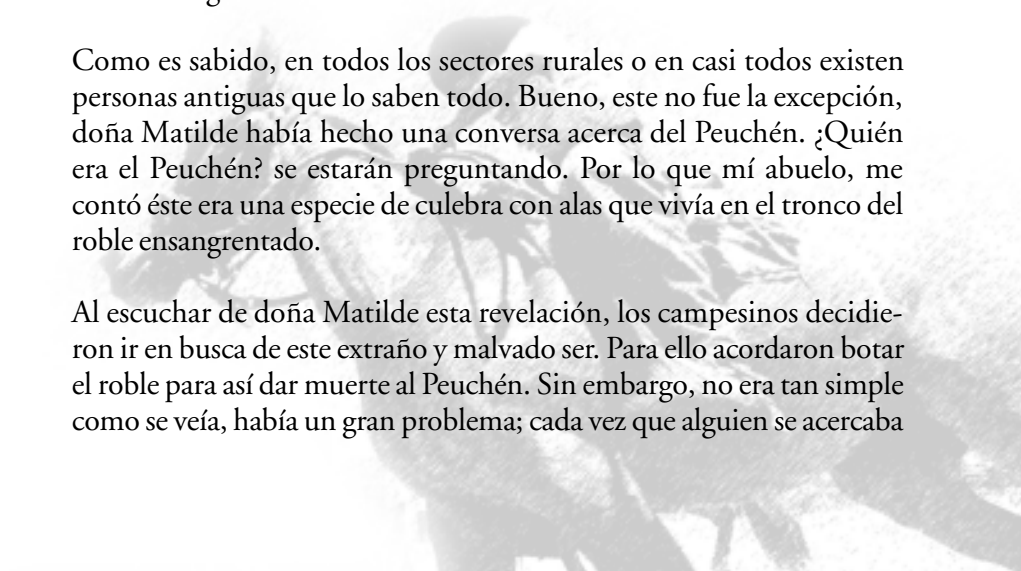 Como es sabido, en todos los sectores rurales o en casi todos existen
personas antiguas que lo saben todo. Bueno, este no fue la excepción,
doña Matilde había hecho una conversa acerca del Peuchén. ¿Quién
era el Peuchén? se estarán preguntando. Por lo que mí abuelo, me
contó éste era una especie de culebra con alas que vivía en el tronco del
roble ensangrentado.
Al escuchar de doña Matilde esta revelación, los campesinos decidie-
ron ir en busca de este extraño y malvado ser. Para ello acordaron botar
el roble para así dar muerte al Peuchén. Sin embargo, no era tan simple
como se veía, había un gran problema; cada vez que alguien se acercaba